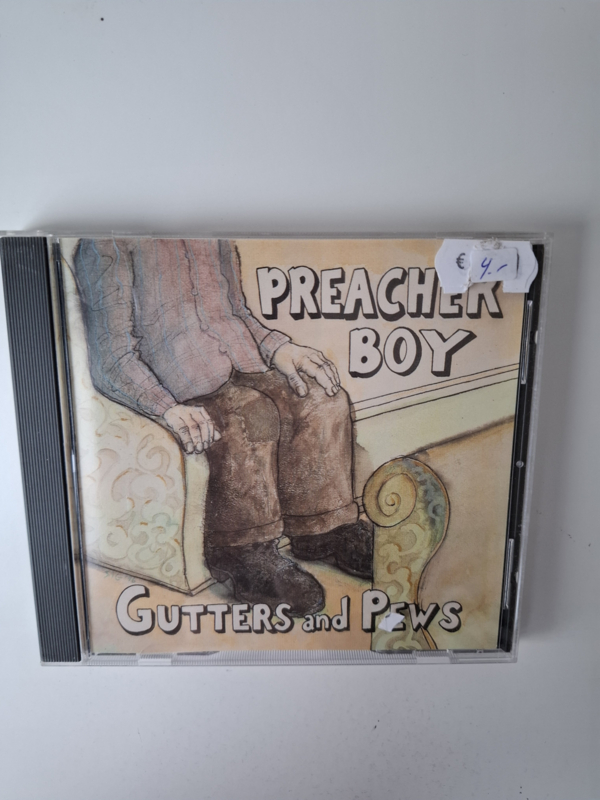 PREACHER
€ 4.-
BOY
GUTTERS and PEWS